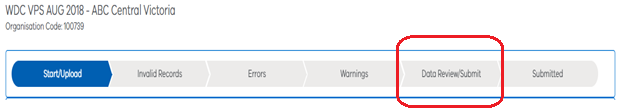 WDC VPS AUG 2018 - ABC Central Victoria
Organisation Code: 100739
Start/Upload Invalid Records Errors Warnings Data Review/Submit Submitted